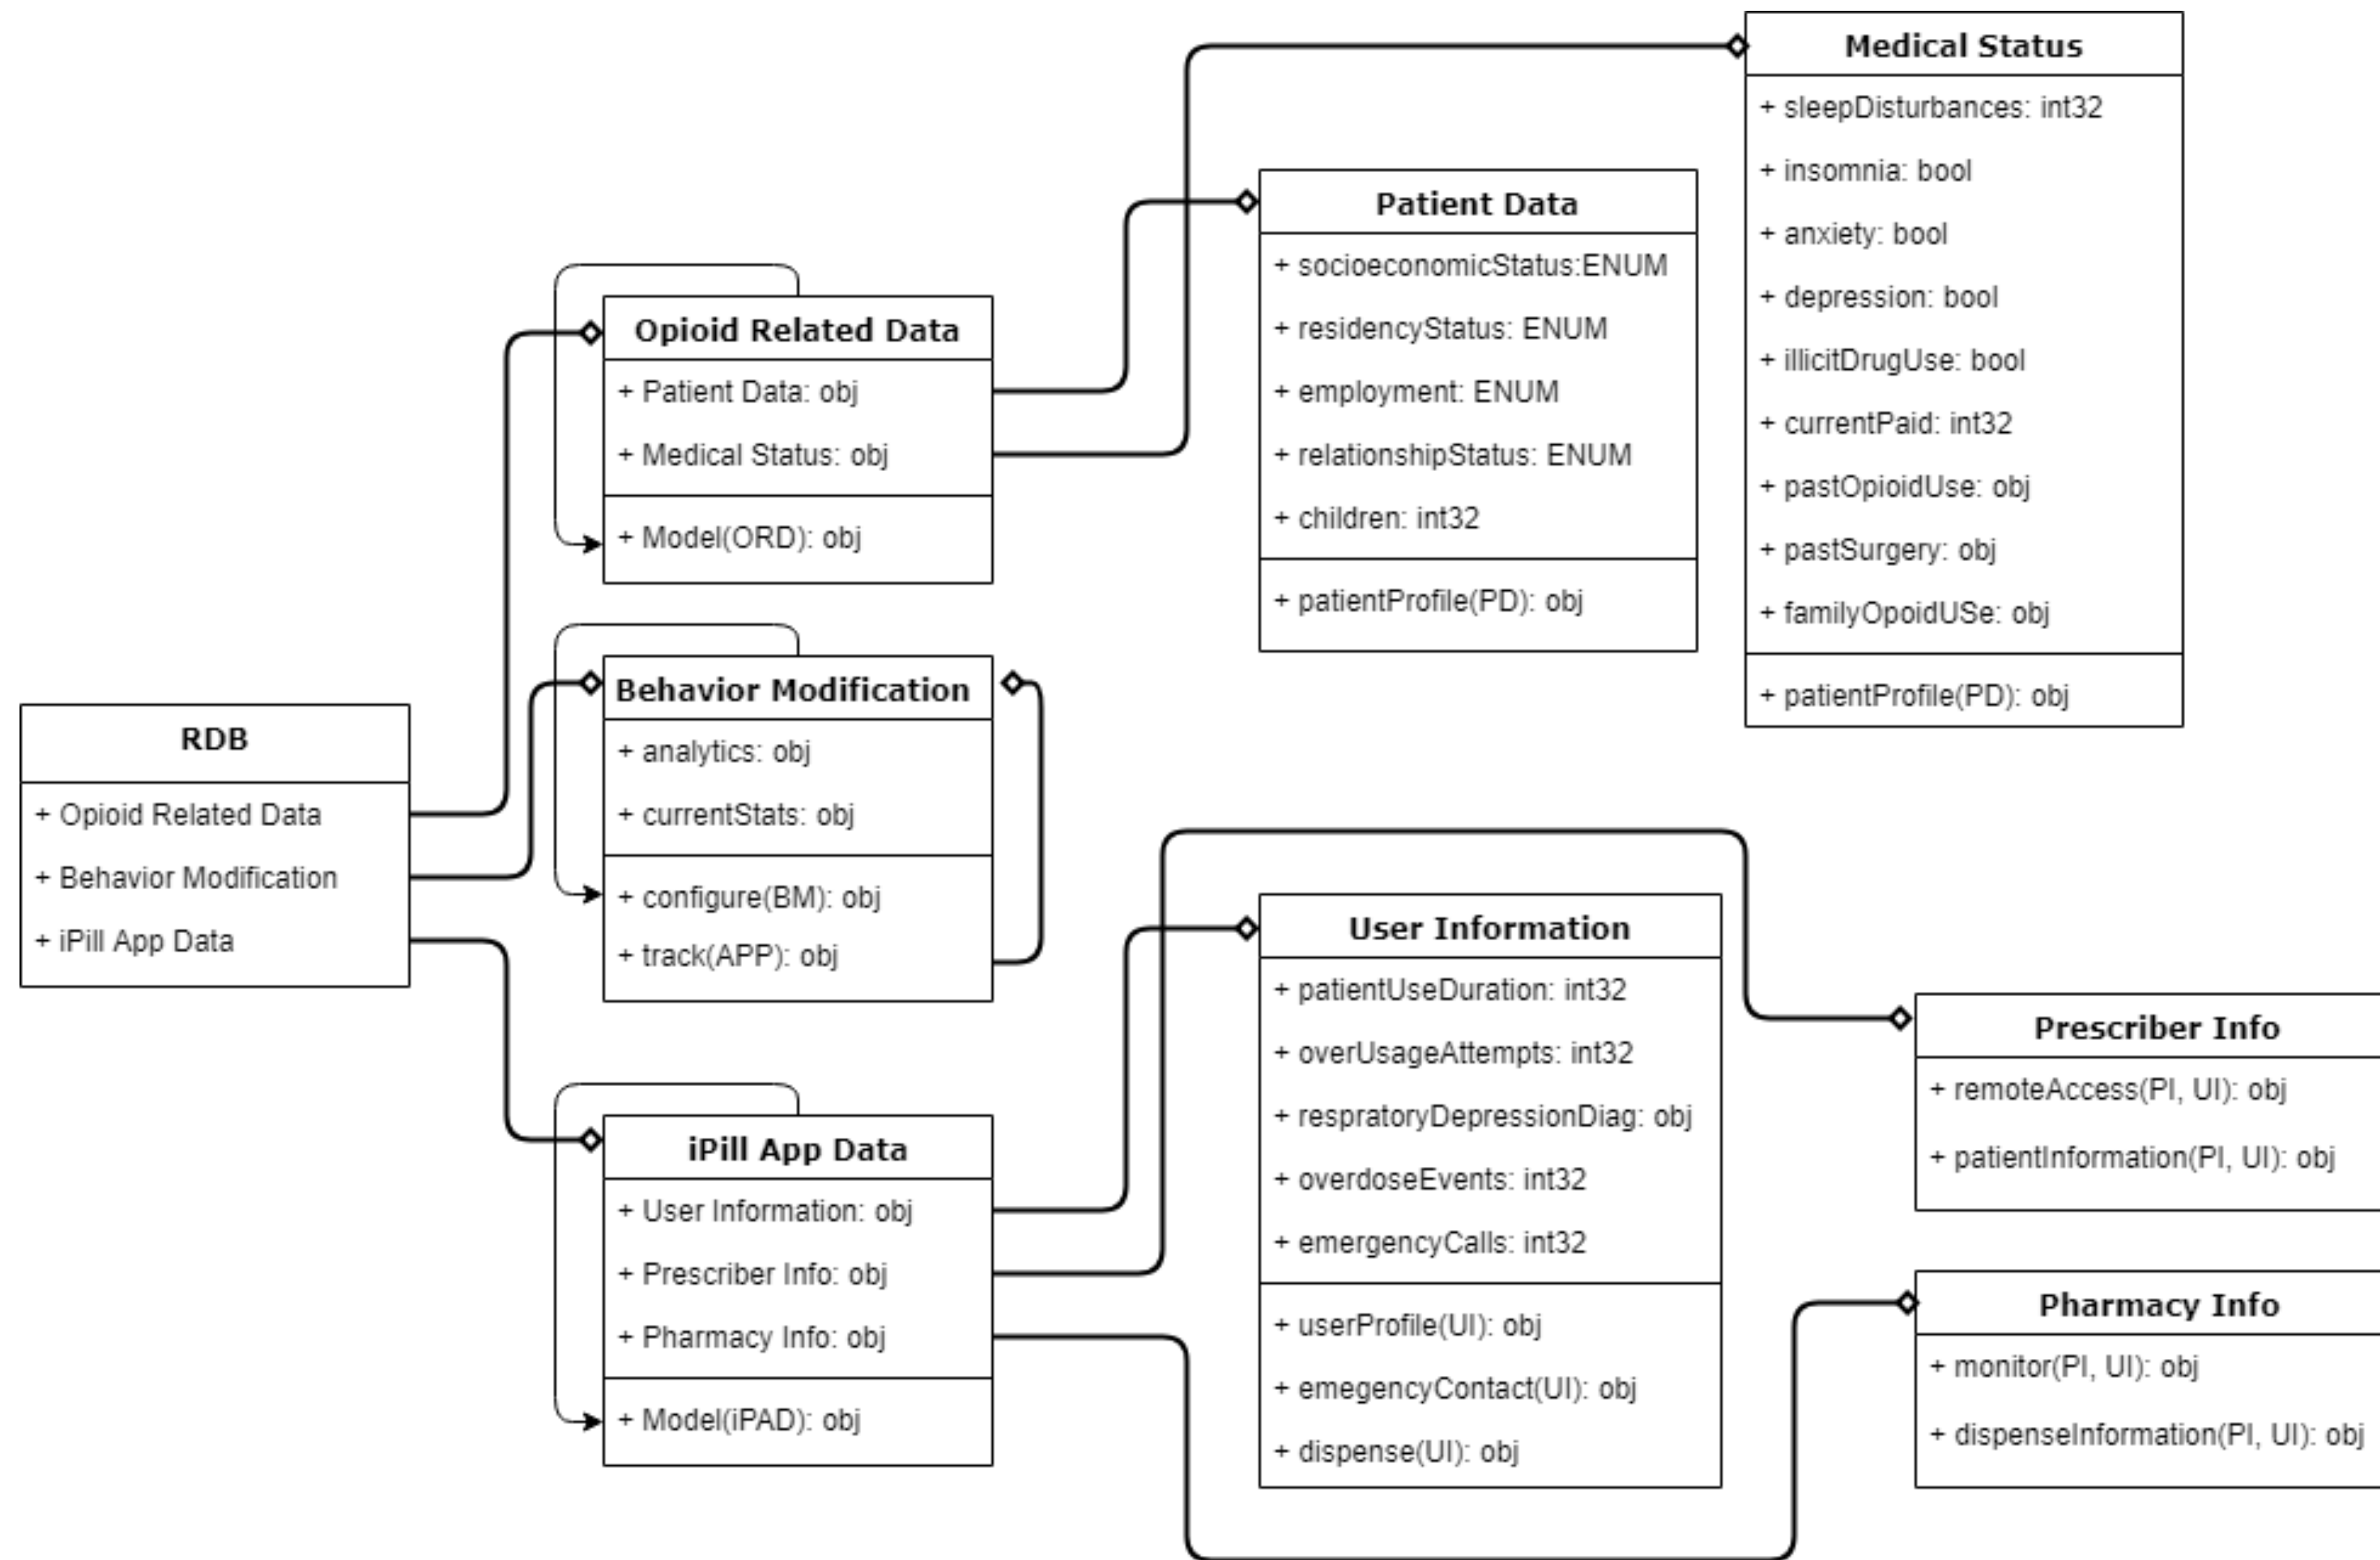 RDB
+ Opioid Related Data
+ Behavior Modification
+ iPill App Data
Opioid Related Data
+ Patient Data: obj
+ Medical Status: obj
+ Model(ORD): obj
Behavior Modification
+ analytics: obj
+ currentStats: obj
+ configure(BM): obj
+ track(APP): obj
iPill App Data
+ User Information: obj
+ Prescriber Info: obj
+ Pharmacy Info: obj
+ Model(iPAD): obj
Patient Data
+ socioeconomicStatus:ENUM
+ residencyStatus: ENUM
+ employment: ENUM
+ relationshipStatus: ENUM
+ children: int32
+ patientProfile(PD): obj
Medical Status
+ sleepDisturbances: int32
+ insomnia: bool
+ anxiety: bool
+ depression: bool
+ illicitDrugUse: bool
+ currentPaid: int32
+ pastOpioidUse: obj
+ pastSurgery: obj
+ familyOpoidUSe: obj
+ patientProfile(PD): obj
User Information
+ patientUseDuration: int32
+ overUsageAttempts: int32
+ respratoryDepressionDiag: obj
+ overdoseEvents: int32
+ emergencyCalls: int32
+ userProfile(UI): obj
+ emegencyContact(UI): obj
+ dispense(UI): obj
Prescriber Info
+ remoteAccess(PI, UI): obj
+ patientInformation(PI, UI): obj
Pharmacy Info
+ monitor(PI, UI): obj
+ dispenseInformation(PI, UI): obj